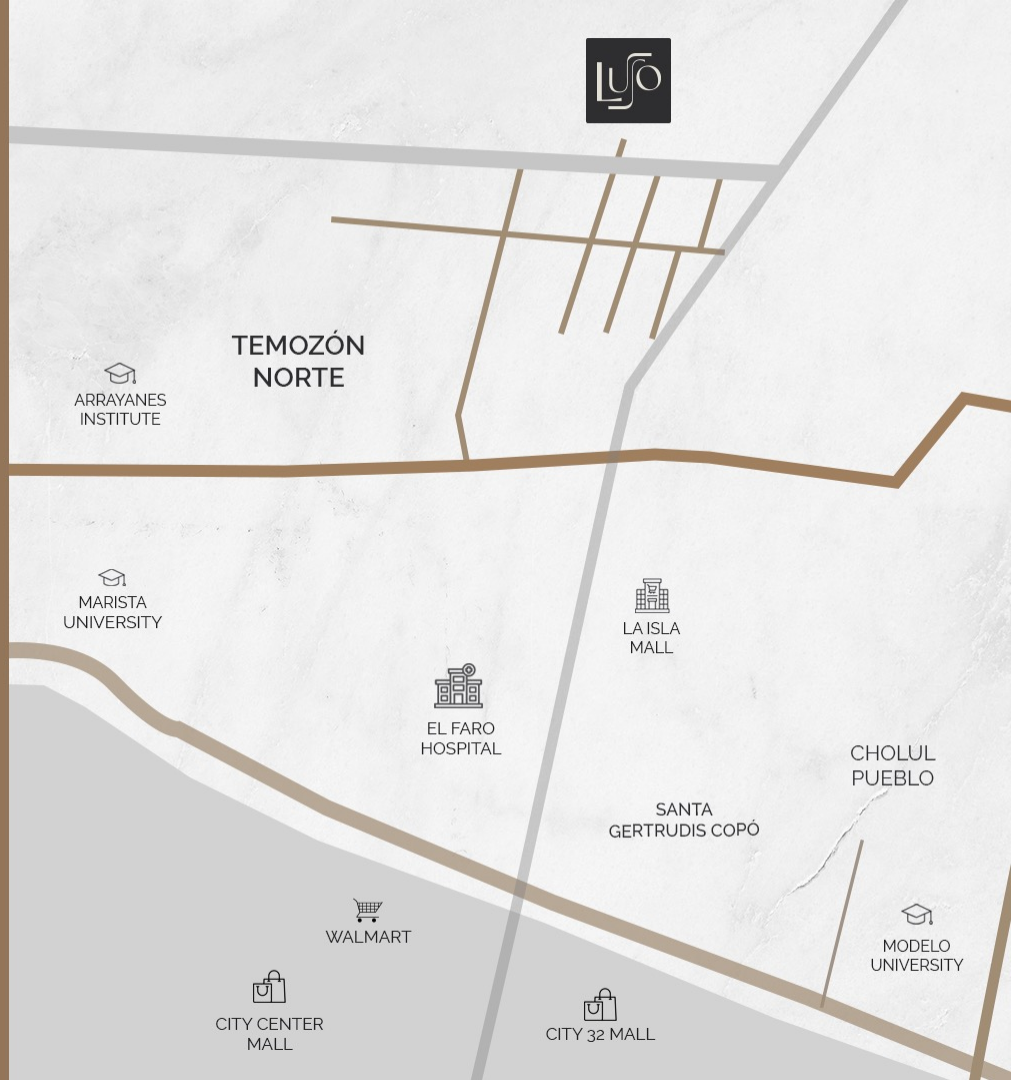 LUSO
TEMOZÓN
NORTE
ARRAYANES
INSTITUTE
MARISTA
UNIVERSITY
LA ISLA
MALL
EL FARO
HOSPITAL
CHOLUL
PUEBLO
SANTA
GERTRUDIS COPÓ
WALMART
MODELO
UNIVERSITY
CITY CENTER
MALL
CITY 32 MALL